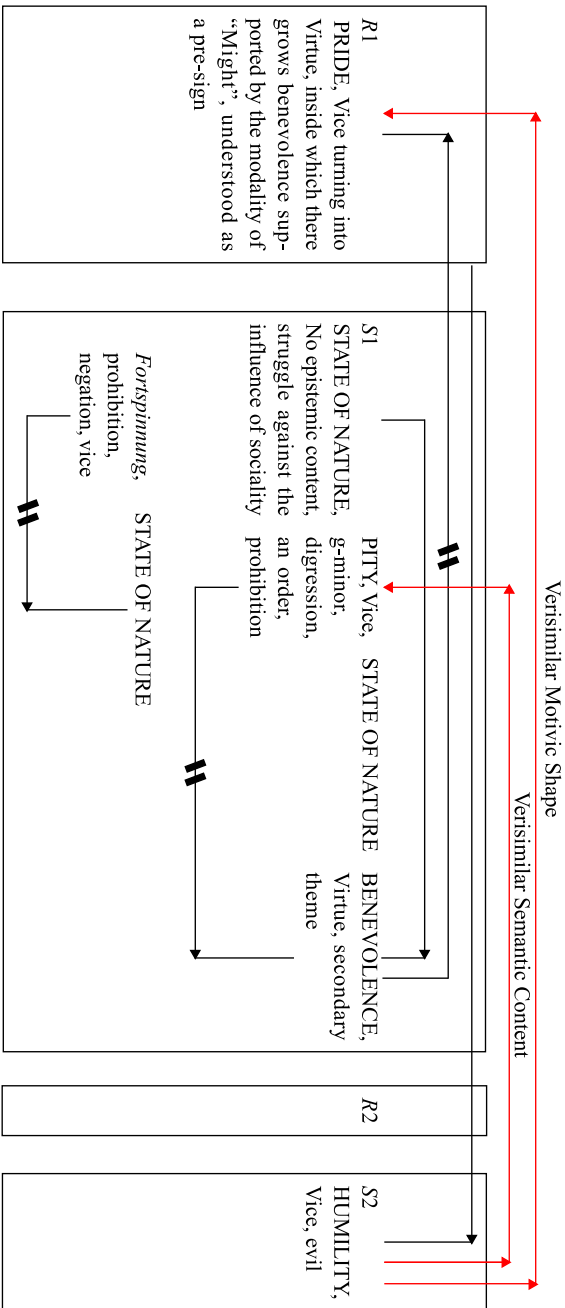 Verisimilar Motivic Shape
Verisimilar Semantic Content
R1
PRIDE, Vice turning into
Virtue, inside which there
grows benevolence sup-
ported by the modality of
“Might”, understood as
a pre-sign
S1
STATE OF NATURE,
No epistemic content,
struggle against the
influence of sociality
PITY, Vice,
g-minor,
digression,
an order,
prohibition
STATE OF NATURE
BENEVOLENCE,
Virtue, secondary
theme
Fortspinnung,
prohibition,
negation, vice
STATE OF NATURE
R2
S2
HUMILITY,
Vice, evil